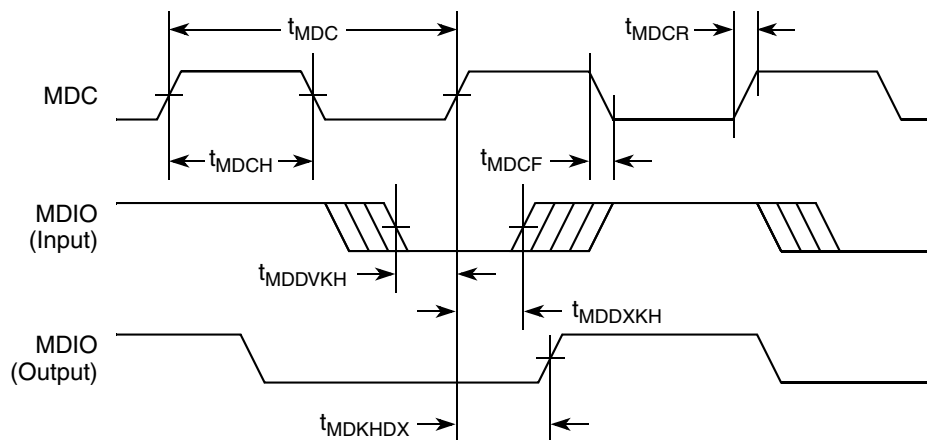 tMDC
tMDCR
MDC
tMDCH
tMDCF
MDIO
(Input)
tMDDVKH
tMDDXKH
MDIO
(Output)
tMDKHDX